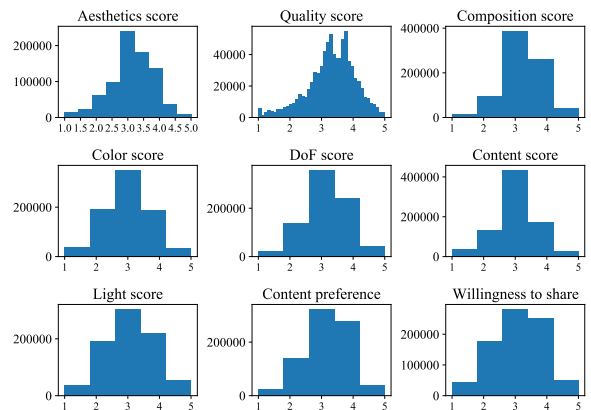 Aesthetics score
Quality score
Composition score
200000
100000
0
1.0 1.5 2.0 2.5 3.0 3.5 4.0 4.5 5.0
40000
20000
0
1 2 3 4 5
400000
200000
0
1 2 3 4 5
Color score
DoF score
Content score
200000
0
1 2 3 4 5
200000
0
1 2 3 4 5
400000
200000
0
1 2 3 4 5
Light score
Content preference
Willingness to share
200000
0
1 2 3 4 5
200000
0
1 2 3 4 5
200000
100000
0
1 2 3 4 5